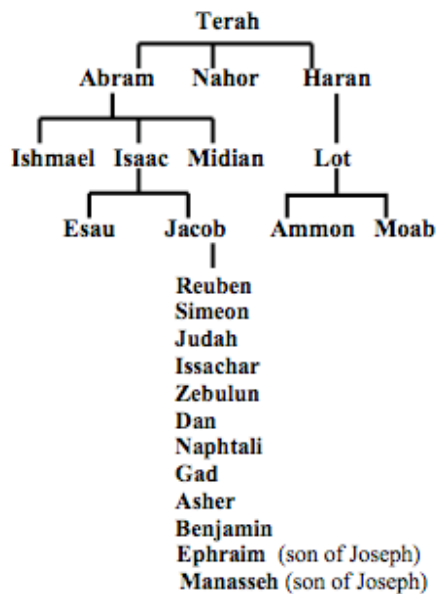 Terah
Abram Nahor Haran
Ishmael Isaac Midian Lot
Esau Jacob Ammon Moab
Reuben
Simeon
Judah
Issachar
Zebulun
Dan
Naphtali
Gad
Asher
Benjamin
Ephraim (son of Joseph)
Manasseh (son of Joseph)